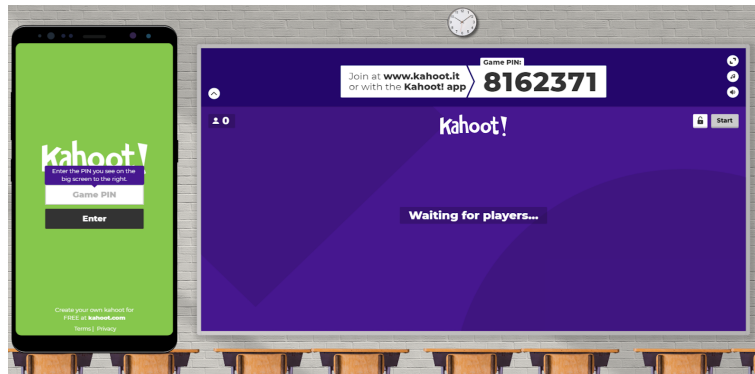 Kahoot!
Enter the PIN you see on the
big screen to the right.
Game PIN
Enter
Create your own kahoot for
FREE at kahoot.com
Terms | Privacy
Join at www.kahoot.it
or with the Kahoot! app
Game PIN:
8162371
0
Kahoot!
Start
Waiting for players...